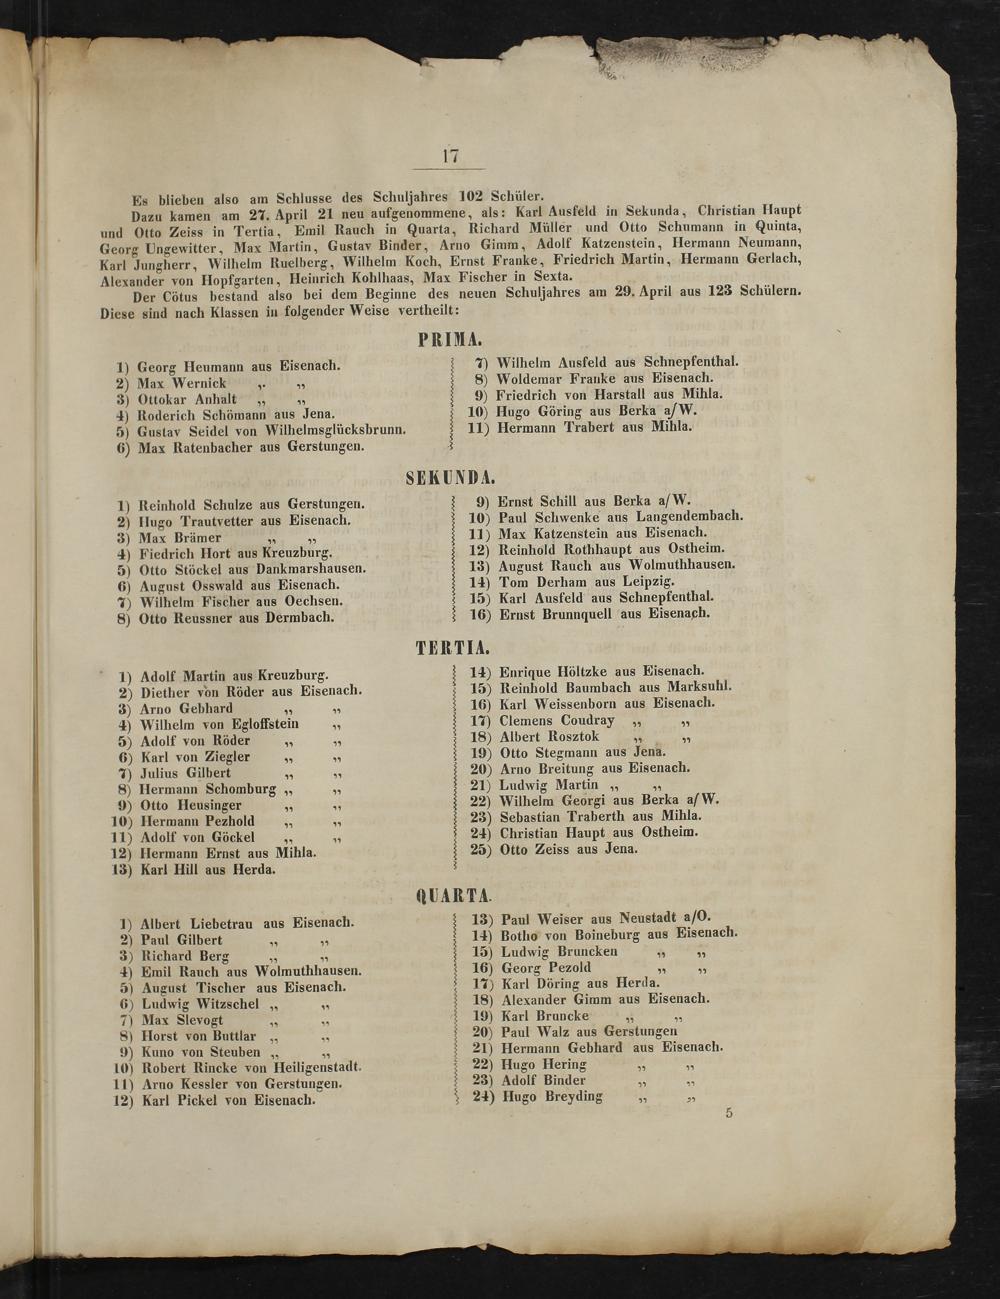 17
Es blieben also am Schlusse des Schuljahres 102 Schüler.
Dazu kamen am 27. April 21 neu aufgenommene, als: Karl Ausfeld in Sekunda, Christian Haupt
und Otto Zeiss in Tertia, Emil Rauch in Quarta, Richard Müller und Otto Schumann in Quinta,
Georg Ungewitter, Max Martin, Gustav Binder, Arno Gimm, Adolf Katzenstein, Hermann Neumann,
Karl Jungherr, Wilhelm Ruelberg, Wilhelm Koch, Ernst Franke, Friedrich Martin, Hermann Gerlach,
Alexander von Hopfgarten, Heinrich Kohlhaas, Max Fischer in Sexta.
Der Cötus bestand also bei dem Beginne des neuen Schuljahres am 29. April aus 123 Schülern.
Diese sind nach Klassen in folgender Weise vertheilt:
PRIMA.
1) Georg Heumann aus Eisenach.
2) Max Wernick „ „
3) Ottokar Anhalt „ „
4) Roderich Schömann aus Jena.
5) Gustav Seidel von Wilhelmsglücksbrunn.
6) Max Ratenbacher aus Gerstungen.
7) Wilhelm Ausfeld aus Schnepfenthal.
8) Woldemar Franke aus Eisenach.
9) Friedrich von Harstall aus Mihla.
10) Hugo Göring aus Berka a/W.
11) Hermann Trabert aus Mihla.
SEKUNDA.
1) Reinhold Schulze aus Gerstungen.
2) Hugo Trautvetter aus Eisenach.
3) Max Brämer „ „
4) Fiedrich Hort aus Kreuzburg.
5) Otto Stöckel aus Dankmarshausen.
6) August Osswald aus Eisenach.
7) Wilhelm Fischer aus Oechsen.
8) Otto Reussner aus Dermbach.
9) Ernst Schill aus Berka a/W.
10) Paul Schwenke aus Langendembach.
11) Max Katzenstein aus Eisenach.
12) Reinhold Rothhaupt aus Ostheim.
13) August Rauch aus Wolmuthhausen.
14) Tom Derham aus Leipzig.
15) Karl Ausfeld aus Schnepfenthal.
16) Ernst Brunnquell aus Eisenach.
TERTIA.
1) Adolf Martin aus Kreuzburg.
2) Diether von Röder aus Eisenach.
3) Arno Gebhard „ „
4) Wilhelm von Egloffstein „
5) Adolf von Röder „ „
6) Karl von Ziegler „ „
7) Julius Gilbert „ „
8) Hermann Schomburg „ „
9) Otto Heusinger „ „
10) Hermann Pezhold „ „
11) Adolf von Göckel „ „
12) Hermann Ernst aus Mihla.
13) Karl Hill aus Herda.
14) Enrique Höltzke aus Eisenach.
15) Reinhold Baumbach aus Marksuhl.
16) Karl Weissenborn aus Eisenach.
17) Clemens Coudray „ „
18) Albert Rosztok „ „
19) Otto Stegmann aus Jena.
20) Arno Breitung aus Eisenach.
21) Ludwig Martin „ „
22) Wilhelm Georgi aus Berka a/W.
23) Sebastian Traberth aus Mihla.
24) Christian Haupt aus Ostheim.
25) Otto Zeiss aus Jena.
QUARTA.
1) Albert Liebetrau aus Eisenach.
2) Paul Gilbert „ „
3) Richard Berg „ „
4) Emil Rauch aus Wolmuthhausen.
5) August Tischer aus Eisenach.
6) Ludwig Witzschel „ „
7) Max Slevogt „ „
8) Horst von Buttlar „ „
9) Kuno von Steuben „ „
10) Robert Rincke von Heiligenstadt.
11) Arno Kessler von Gerstungen.
12) Karl Pickel von Eisenach.
13) Paul Weiser aus Neustadt a/O.
14) Botho von Boineburg aus Eisenach.
15) Ludwig Bruncken „ „
16) Georg Pezold „ „
17) Karl Döring aus Herda.
18) Alexander Gimm aus Eisenach.
19) Karl Bruncke „ „
20) Paul Walz aus Gerstungen
21) Hermann Gebhard aus Eisenach.
22) Hugo Hering „ „
23) Adolf Binder „ „
24) Hugo Breyding „ „
5